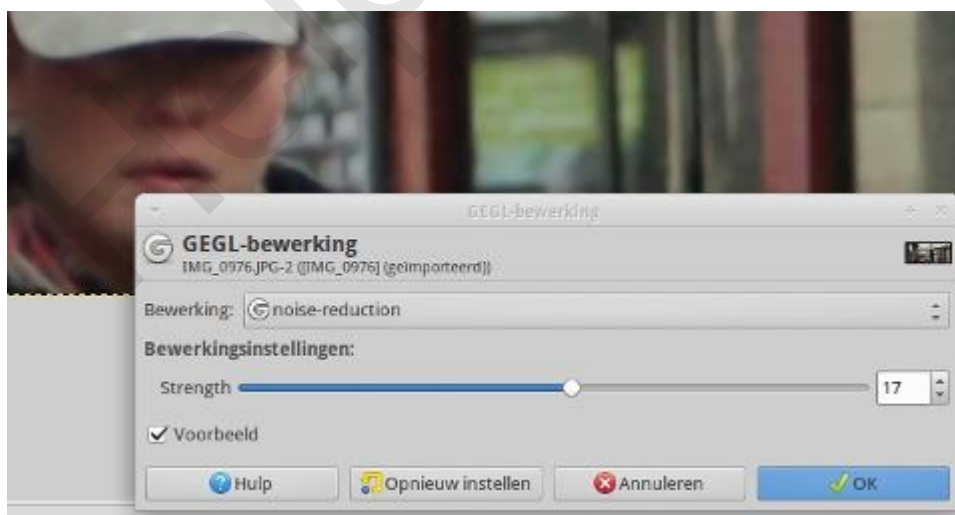 GEGL-bewerking
GEGL-bewerking
IMG_0976.JPG-2 ([IMG_0976] (geïmporteerd))
Bewerking: noise-reduction
Bewerkingsinstellingen:
Strength 17
Voorbeeld
Hulp Opnieuw instellen Annuleren OK